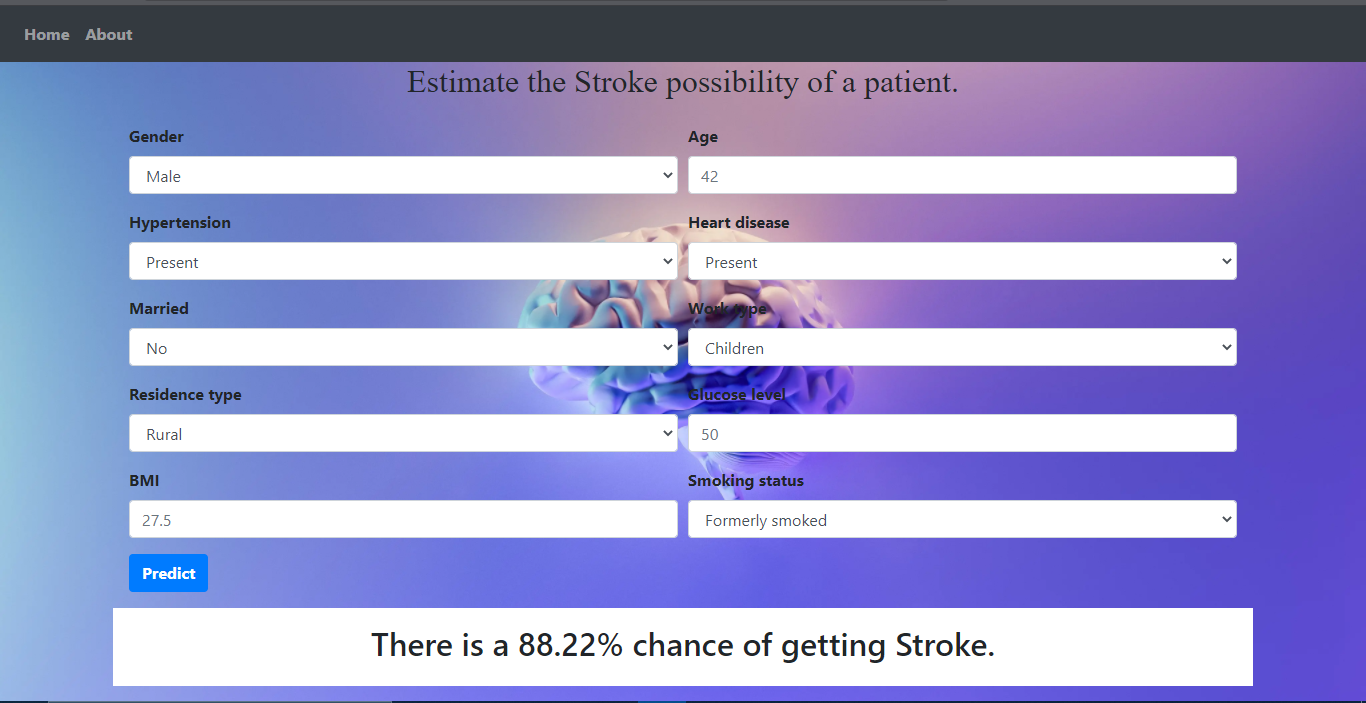 Home About
Estimate the Stroke possibility of a patient.
Gender Age
Male 42
Hypertension Heart disease
Present Present
Married Work type
No Children
Residence type Glucose level
Rural 50
BMI Smoking status
27.5 Formerly smoked
Predict
There is a 88.22% chance of getting Stroke.